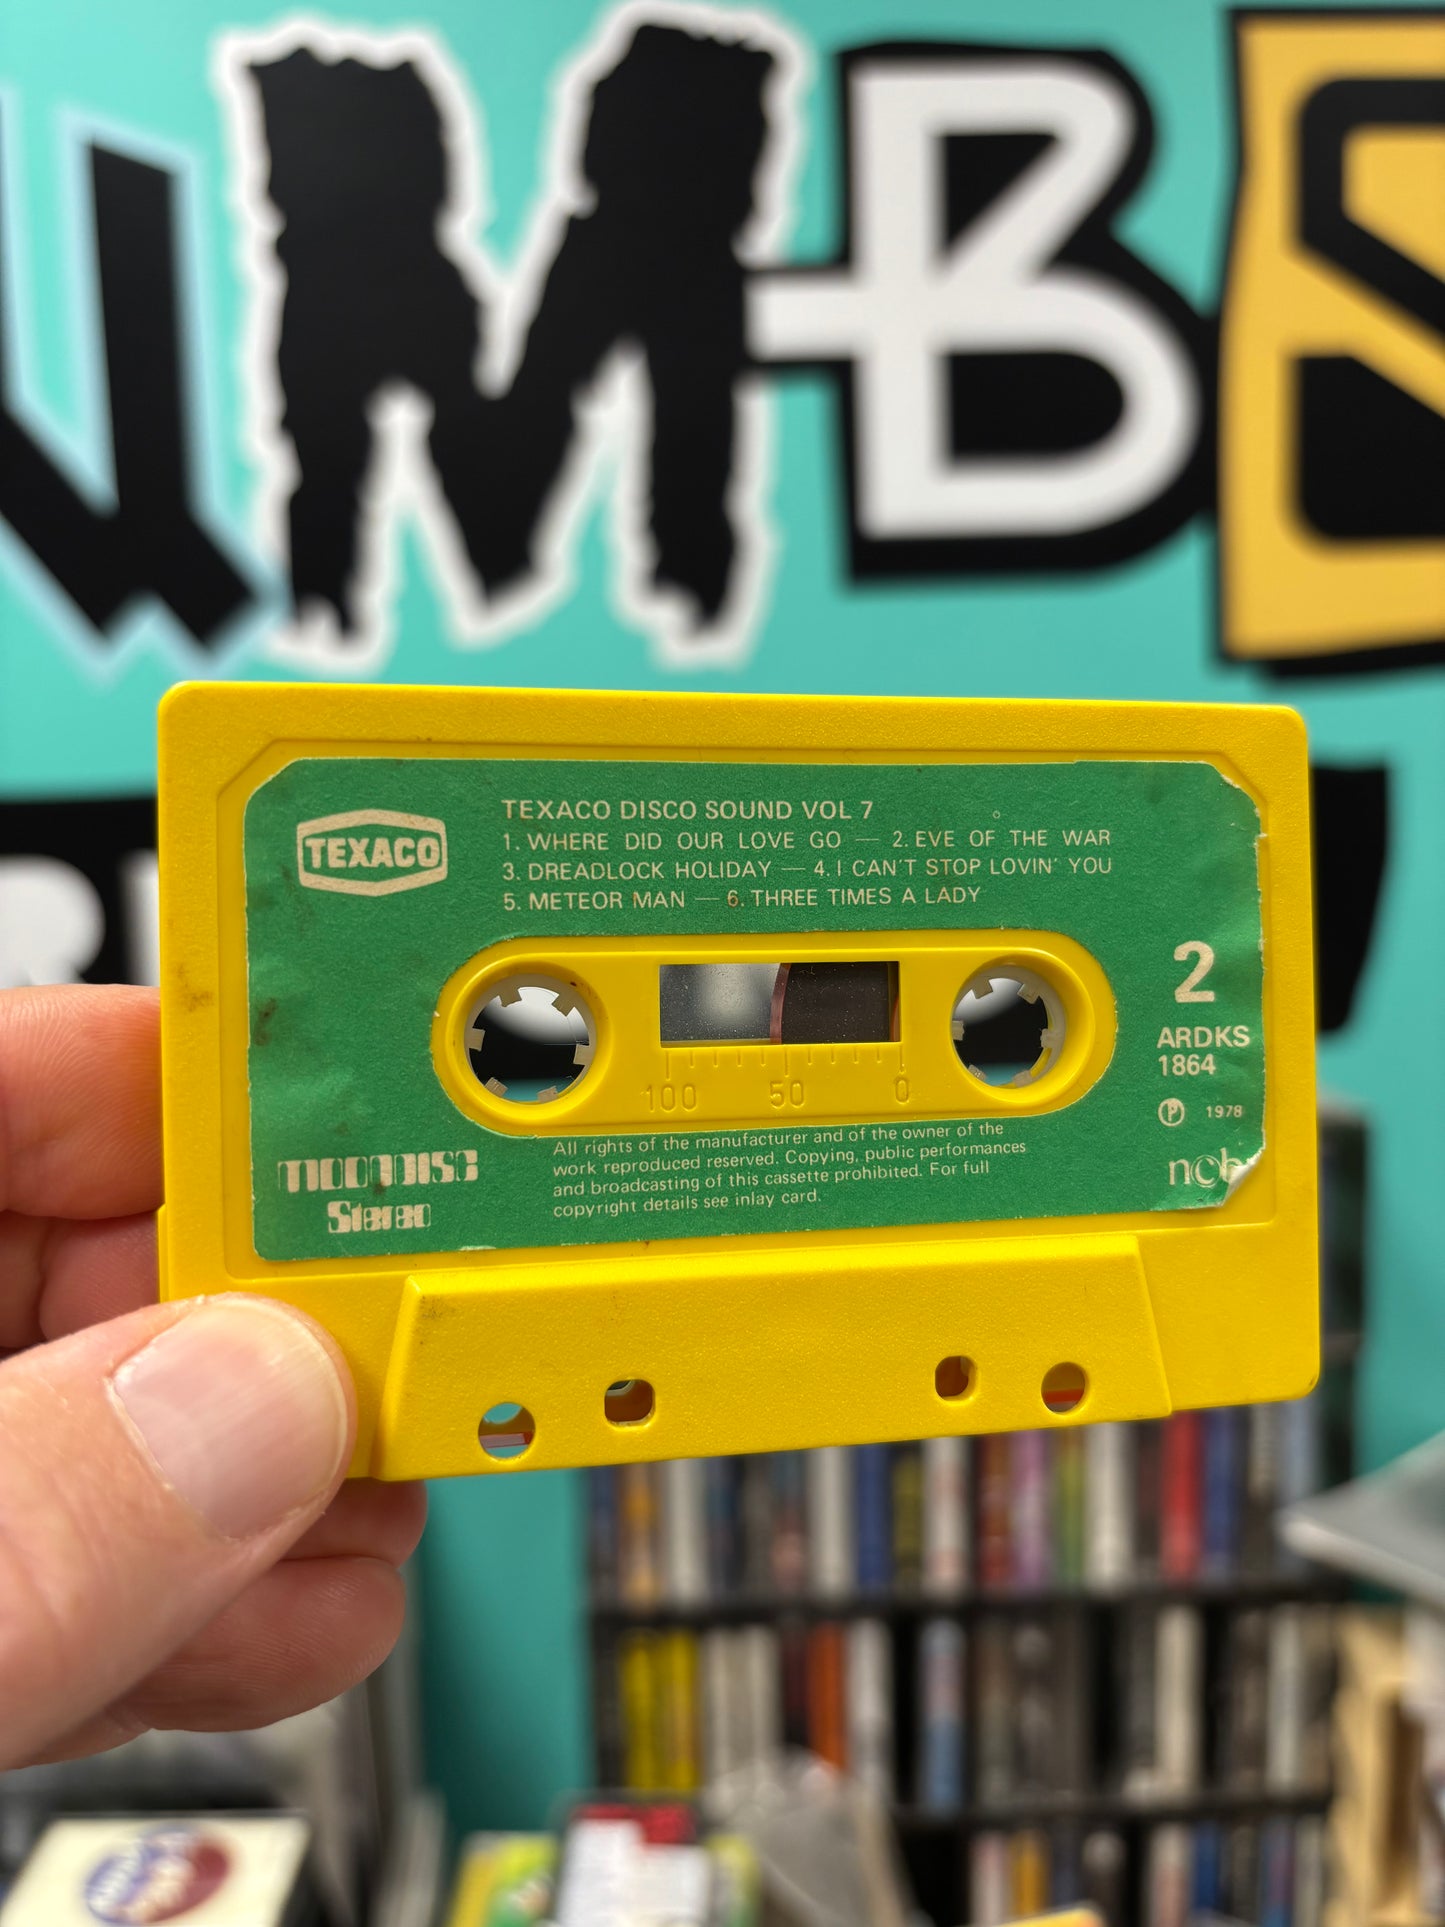 MBS
TEXACO
TEXACO DISCO SOUND VOL 7
1. WHERE DID OUR LOVE GO — 2. EVE OF THE WAR
3. DREADLOCK HOLIDAY — 4. I CAN'T STOP LOVIN' YOU
5. METEOR MAN — 6. THREE TIMES A LADY
2
ARDKS
1864
Ⓟ 1978
ncb
100 50 0
MOONDISC
Stereo
All rights of the manufacturer and of the owner of the
work reproduced reserved. Copying, public performances
and broadcasting of this cassette prohibited. For full
copyright details see inlay card.